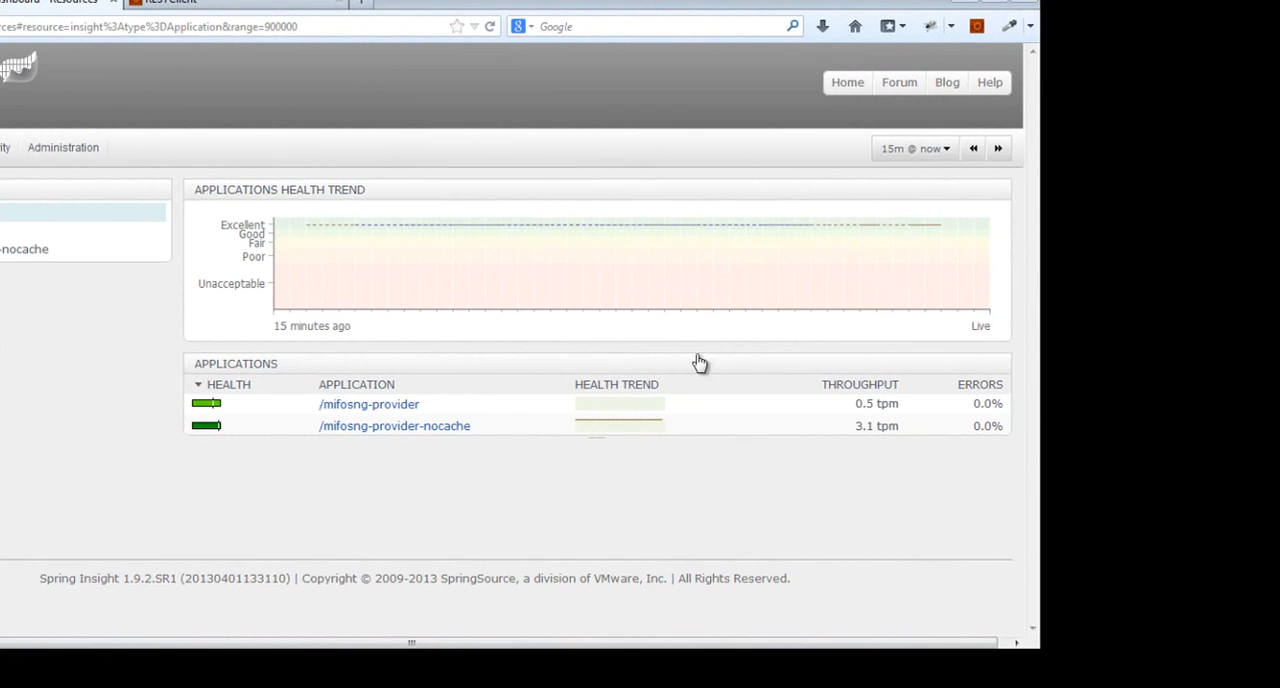 RESTClient
rces#resource=insight%3Atype%3DApplication&range=900000
Google
Home Forum Blog Help
ity Administration
15m @ now
APPLICATIONS HEALTH TREND
Excellent
Good
Fair
Poor
Unacceptable
15 minutes ago Live
-nocache
APPLICATIONS
HEALTH APPLICATION HEALTH TREND THROUGHPUT ERRORS
/mifosng-provider 0.5 tpm 0.0%
/mifosng-provider-nocache 3.1 tpm 0.0%
Spring Insight 1.9.2.SR1 (20130401133110) | Copyright © 2009-2013 SpringSource, a division of VMware, Inc. | All Rights Reserved.